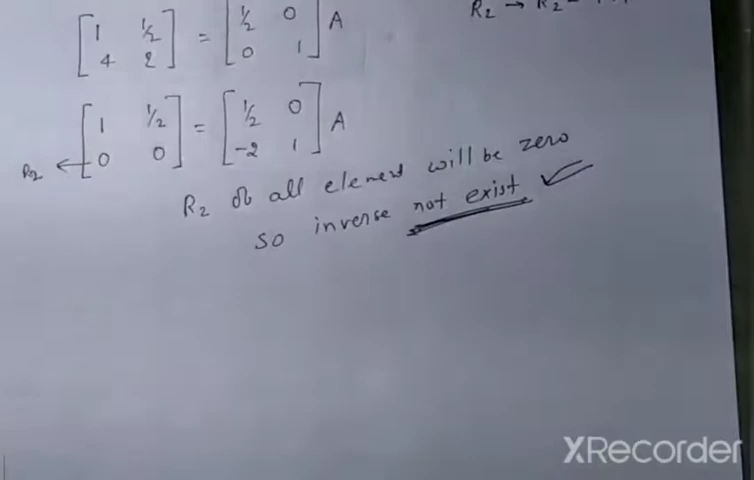 R₂ → R₂ -
[1 ½; 4 2] = [½ 0; 0 1] A
[1 ½; 0 0] = [½ 0; -2 1] A
R₂ ←
R₂ of all element will be zero
so inverse not exist ✓
XRecorder